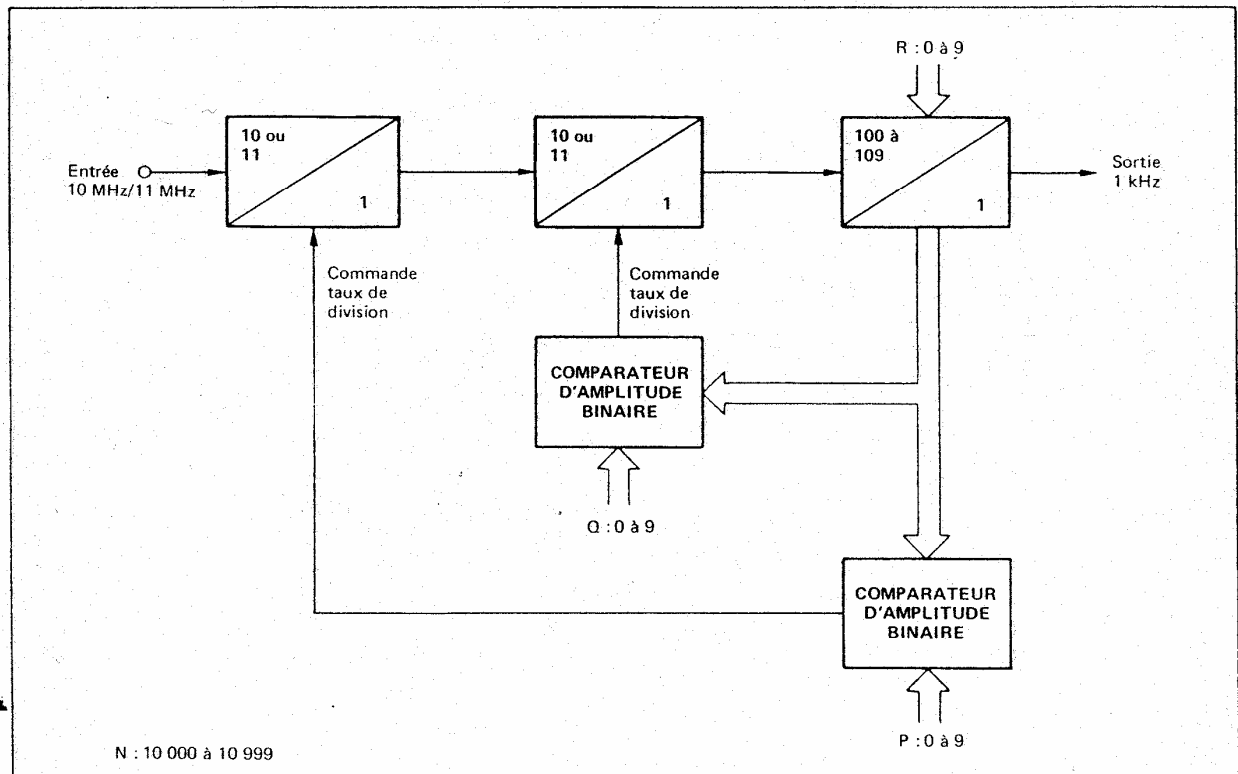 R : 0 à 9
10 ou
11
1
10 ou
11
1
100 à
109
1
Entrée
10 MHz/11 MHz
Sortie
1 kHz
Commande
taux de
division
Commande
taux de
division
COMPARATEUR
D'AMPLITUDE
BINAIRE
Q : 0 à 9
COMPARATEUR
D'AMPLITUDE
BINAIRE
P : 0 à 9
N : 10 000 à 10 999